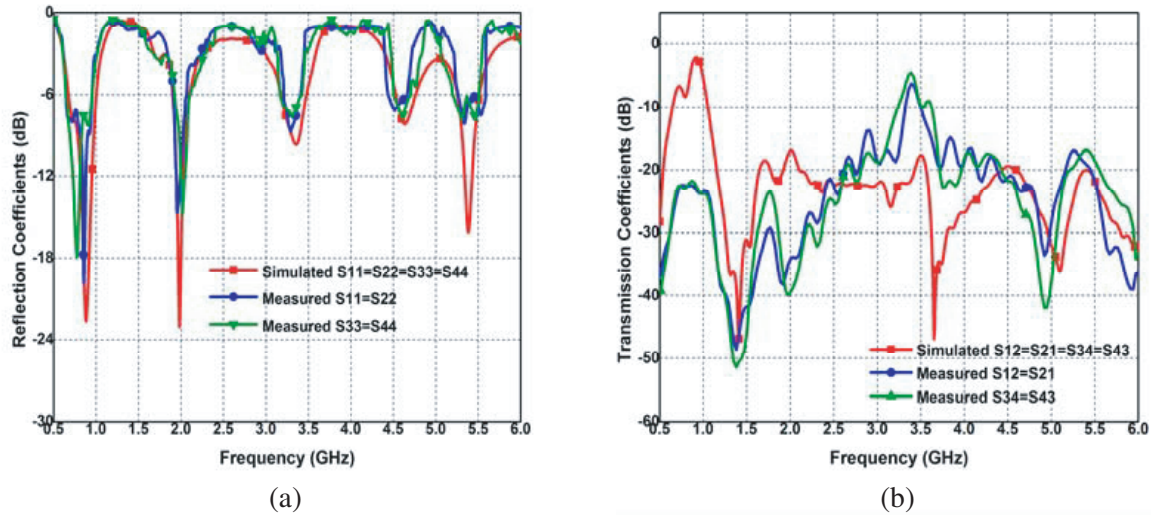 Reflection Coefficients (dB)
0
-6
-12
-18
-24
-30
Simulated S11=S22=S33=S44
Measured S11=S22
Measured S33=S44
0.5 1.0 1.5 2.0 2.5 3.0 3.5 4.0 4.5 5.0 5.5 6.0
Frequency (GHz)
(a)
Transmission Coefficients (dB)
0
-10
-20
-30
-40
-50
-60
Simulated S12=S21=S34=S43
Measured S12=S21
Measured S34=S43
0.5 1.0 1.5 2.0 2.5 3.0 3.5 4.0 4.5 5.0 5.5 6.0
Frequency (GHz)
(b)